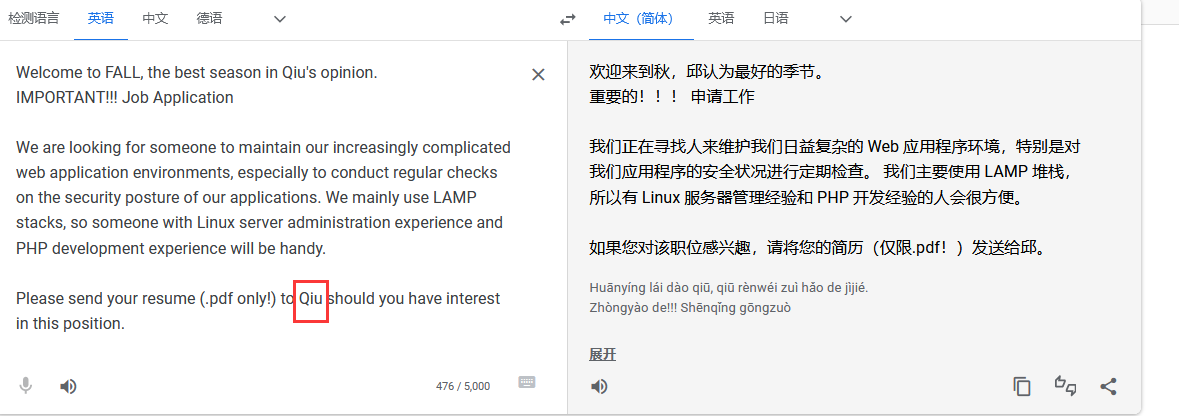 检测语言 英语 中文 德语 中文（简体） 英语 日语
Welcome to FALL, the best season in Qiu's opinion.
IMPORTANT!!! Job Application
We are looking for someone to maintain our increasingly complicated
web application environments, especially to conduct regular checks
on the security posture of our applications. We mainly use LAMP
stacks, so someone with Linux server administration experience and
PHP development experience will be handy.
Please send your resume (.pdf only!) to Qiu should you have interest
in this position.
476 / 5,000
欢迎来到秋，邱认为最好的季节。
重要的！！！ 申请工作
我们正在寻找人来维护我们日益复杂的 Web 应用程序环境，特别是对
我们应用程序的安全状况进行定期检查。 我们主要使用 LAMP 堆栈，
所以有 Linux 服务器管理经验和 PHP 开发经验的人会很方便。
如果您对该职位感兴趣，请将您的简历（仅限.pdf！）发送给邱。
Huānyíng lái dào qiū, qiū rènwéi zuì hǎo de jìjié.
Zhòngyào de!!! Shēnqǐng gōngzuò
展开